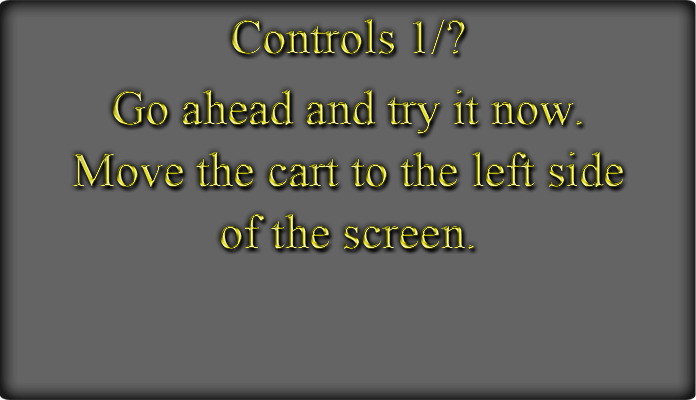 Controls 1/?
Go ahead and try it now.
Move the cart to the left side
of the screen.